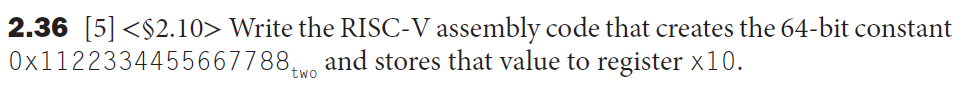 2.36 [5] <§2.10> Write the RISC-V assembly code that creates the 64-bit constant
0x1122334455667788two and stores that value to register x10.